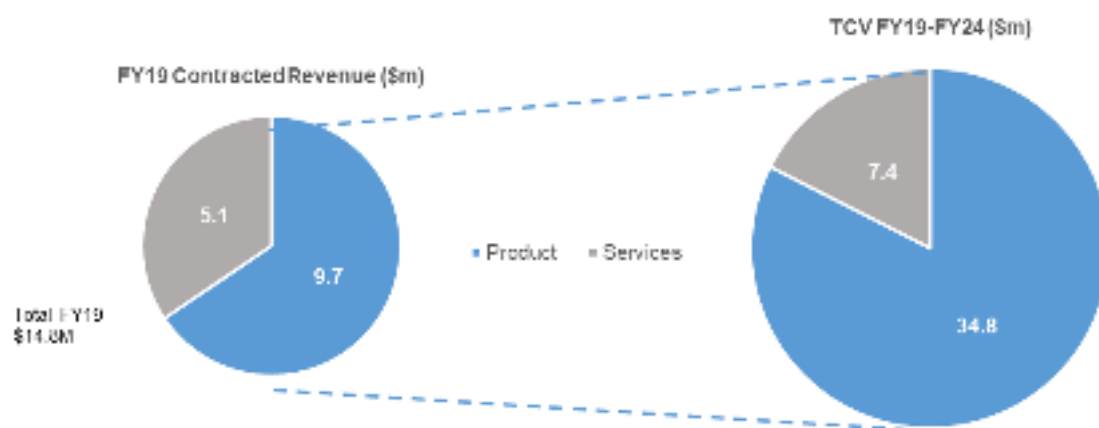 TCV FY19-FY24 ($m)
FY19 Contracted Revenue ($m)
7.4
5.1
Product
Services
9.7
Total FY19
$14.8M
34.8